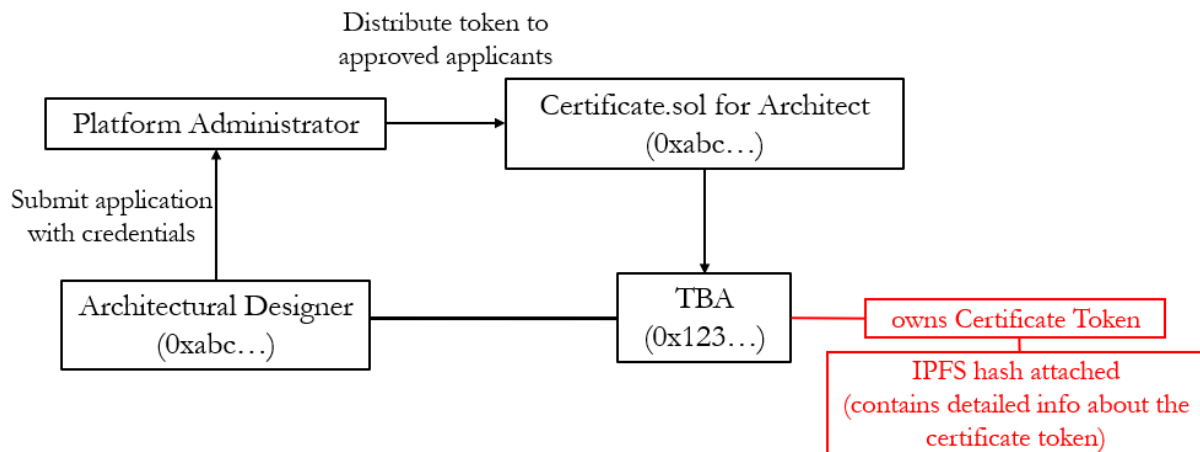 Distribute token to
approved applicants
Platform Administrator
Certificate.sol for Architect
(0xabc…)
Submit application
with credentials
Architectural Designer
(0xabc…)
TBA
(0x123…)
owns Certificate Token
IPFS hash attached
(contains detailed info about the
certificate token)